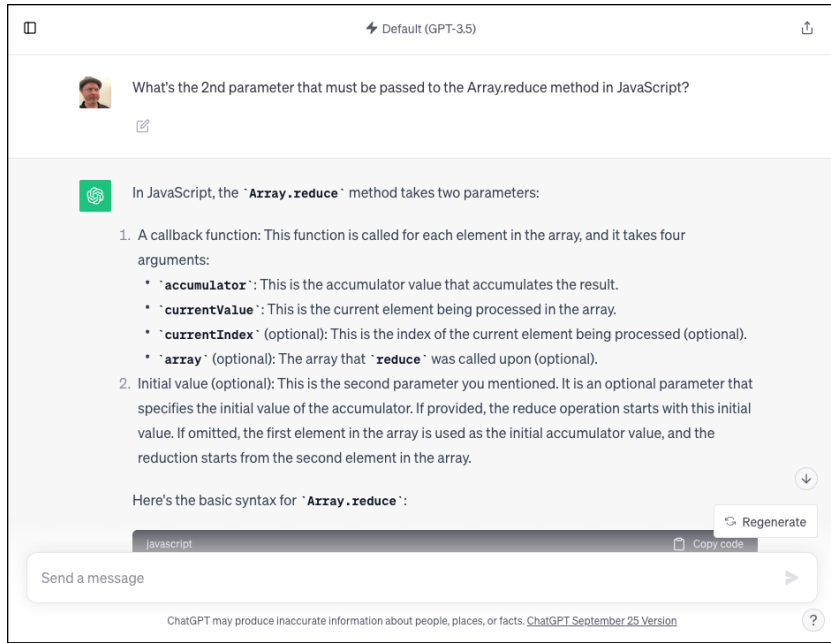 Default (GPT-3.5)
What's the 2nd parameter that must be passed to the Array.reduce method in JavaScript?
In JavaScript, the `Array.reduce` method takes two parameters:
1. A callback function: This function is called for each element in the array, and it takes four
arguments:
• `accumulator`: This is the accumulator value that accumulates the result.
• `currentValue`: This is the current element being processed in the array.
• `currentIndex` (optional): This is the index of the current element being processed (optional).
• `array` (optional): The array that `reduce` was called upon (optional).
2. Initial value (optional): This is the second parameter you mentioned. It is an optional parameter that
specifies the initial value of the accumulator. If provided, the reduce operation starts with this initial
value. If omitted, the first element in the array is used as the initial accumulator value, and the
reduction starts from the second element in the array.
Here's the basic syntax for `Array.reduce`:
Regenerate
javascript
Copy code
Send a message
ChatGPT may produce inaccurate information about people, places, or facts. ChatGPT September 25 Version
?